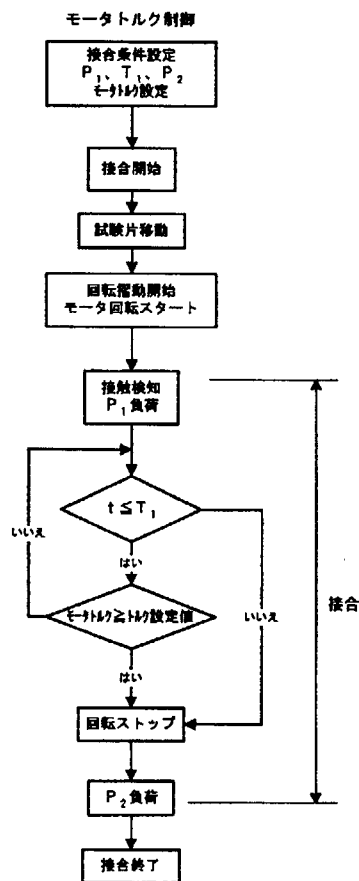 モータトルク制御
接合条件設定
P₁、T₁、P₂
モータトルク設定
接合開始
試験片移動
回転摺動開始
モータ回転スタート
接触検知
P₁負荷
t≦T₁
いいえ
はい
モータトルク≧トルク設定値
いいえ
接合
はい
回転ストップ
P₂負荷
接合終了